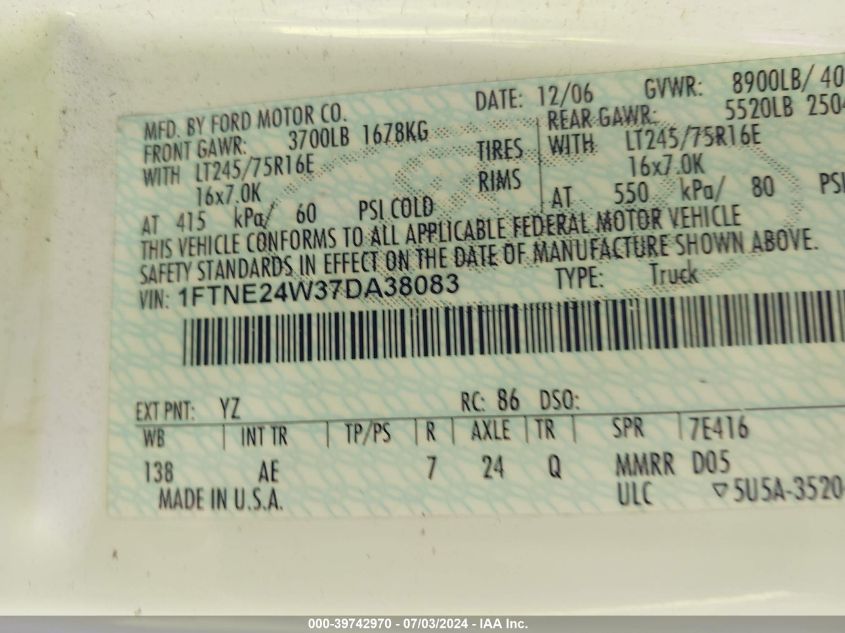 MFD. BY FORD MOTOR CO. DATE: 12/06 GVWR: 8900LB/ 40
FRONT GAWR: 3700LB 1678KG REAR GAWR: 5520LB 2504
WITH LT245/75R16E TIRES WITH LT245/75R16E
16x7.0K RIMS 16x7.0K
AT 415 kPa/ 60 PSI COLD AT 550 kPa/ 80 PSI
THIS VEHICLE CONFORMS TO ALL APPLICABLE FEDERAL MOTOR VEHICLE
SAFETY STANDARDS IN EFFECT ON THE DATE OF MANUFACTURE SHOWN ABOVE.
VIN: 1FTNE24W37DA38083 TYPE: Truck
EXT PNT: YZ RC: 86 DSO:
WB INT TR TP/PS R AXLE TR SPR 7E416
138 AE 7 24 Q MMRR D05
MADE IN U.S.A. ULC ▽5U5A-3520
000-39742970 - 07/03/2024 - IAA Inc.